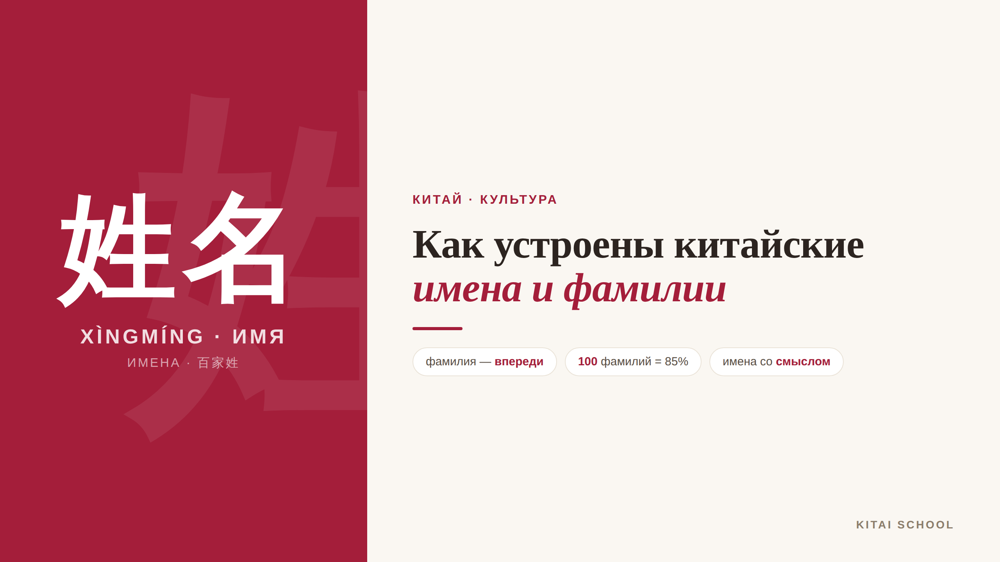 姓名
XÌNGMÍNG · ИМЯ
ИМЕНА · 百家姓
姓
КИТАЙ · КУЛЬТУРА
Как устроены китайские
имена и фамилии
фамилия — впереди
100 фамилий = 85%
имена со смыслом
KITAI SCHOOL